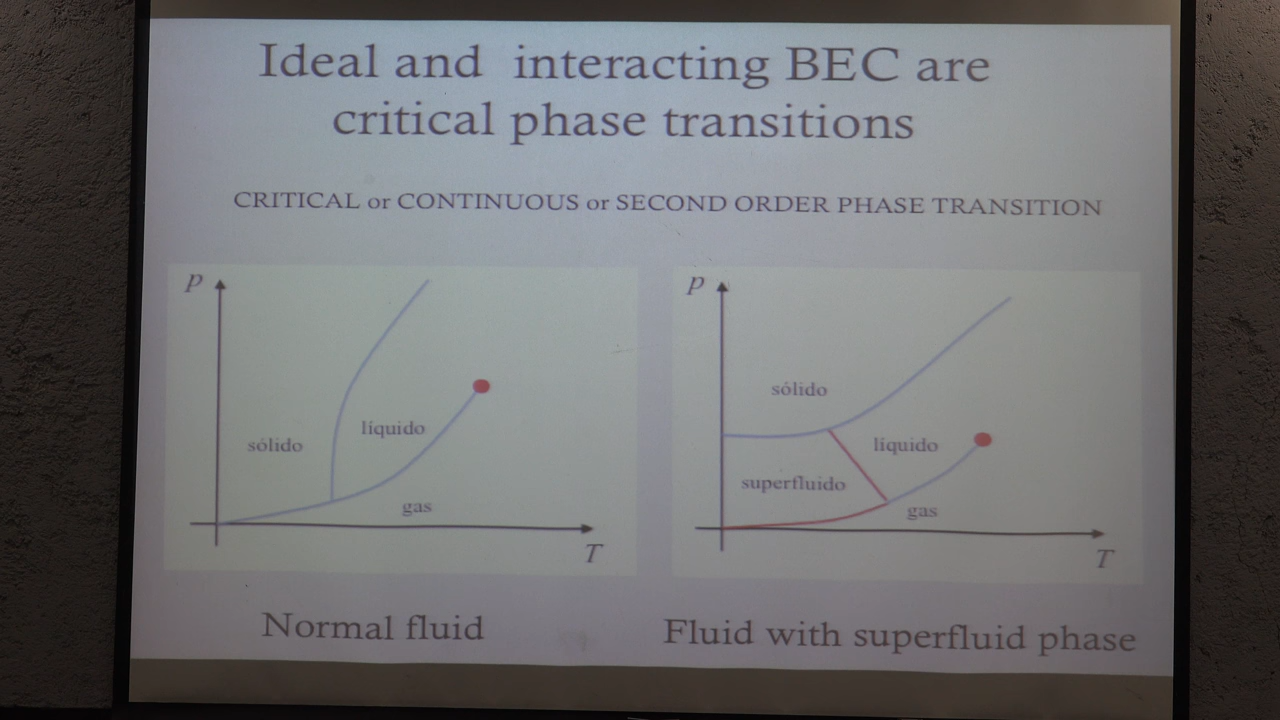 Ideal and interacting BEC are
critical phase transitions
CRITICAL or CONTINUOUS or SECOND ORDER PHASE TRANSITION
p
sólido
líquido
gas
T
Normal fluid
p
sólido
líquido
superfluido
gas
T
Fluid with superfluid phase